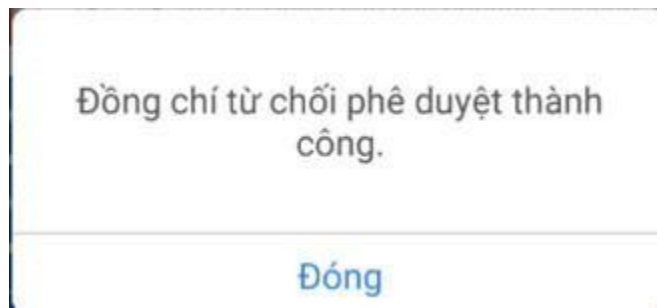 Đồng chí từ chối phê duyệt thành
công.
Đóng